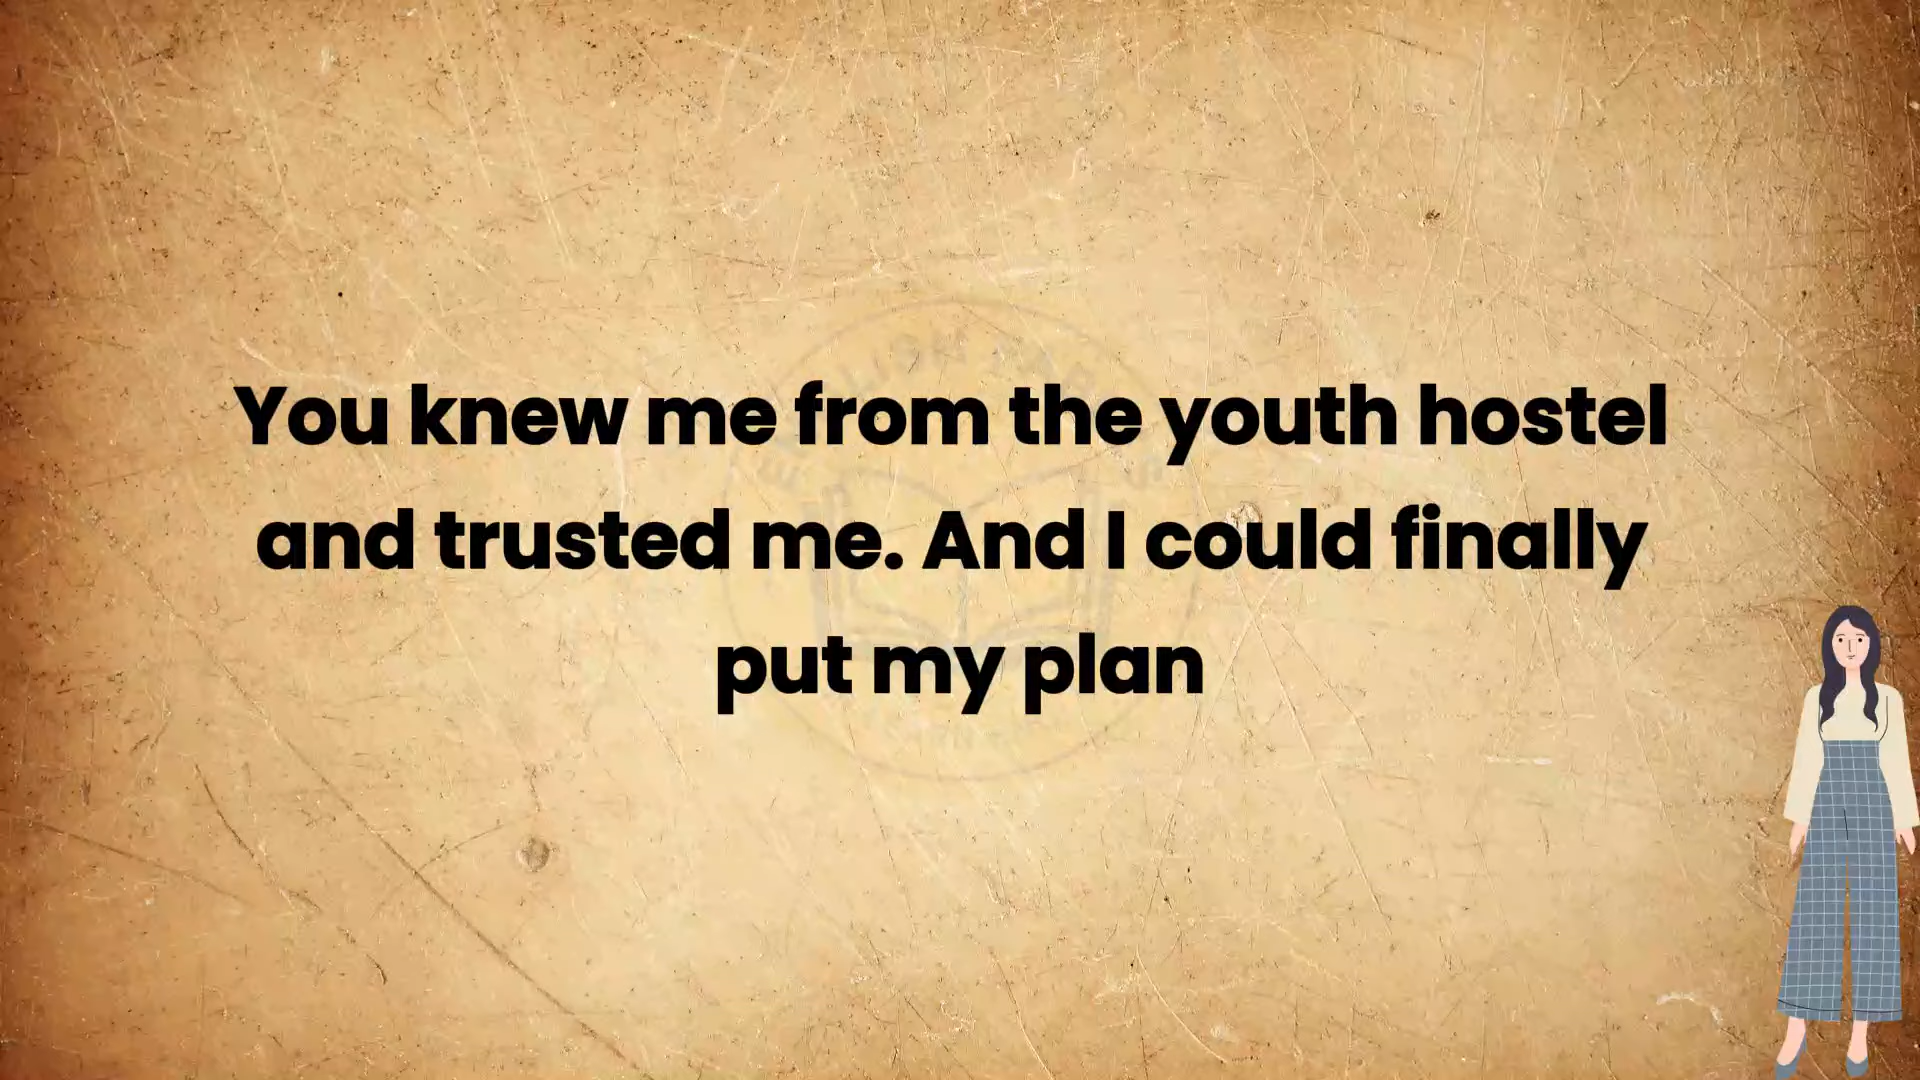 You knew me from the youth hostel
and trusted me. And I could finally
put my plan